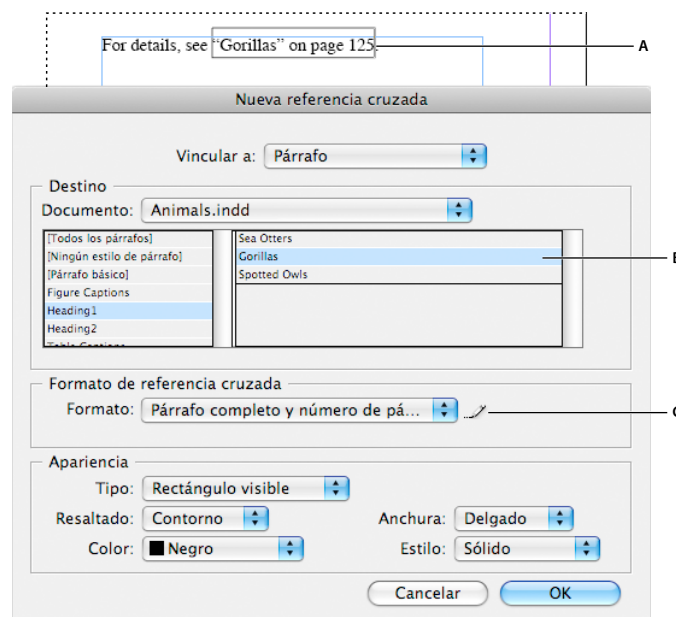 For details, see “Gorillas” on page 125.
A
Nueva referencia cruzada
Vincular a: Párrafo
Destino
Documento: Animals.indd
[Todos los párrafos]
[Ningún estilo de párrafo]
[Párrafo básico]
Figure Captions
Heading1
Heading2
Sea Otters
Gorillas
Spotted Owls
Formato de referencia cruzada
Formato: Párrafo completo y número de pá...
Apariencia
Tipo: Rectángulo visible
Resaltado: Contorno
Anchura: Delgado
Color: Negro
Estilo: Sólido
Cancelar
OK